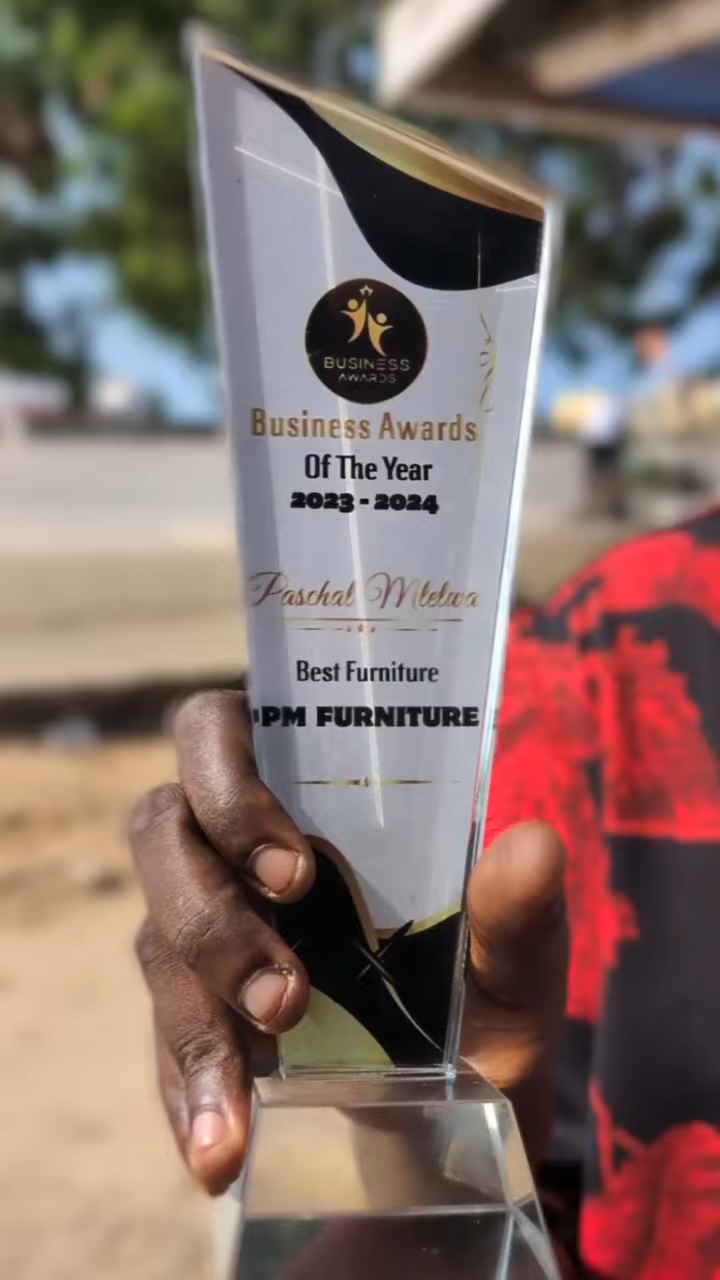 BUSINESS
AWARDS
Business Awards
Of The Year
2023 - 2024
Paschal Mlelwa
Best Furniture
PM FURNITURE